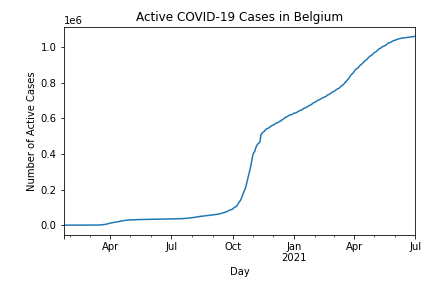 Active COVID-19 Cases in Belgium
1e6
1.0
0.8
0.6
0.4
0.2
0.0
Number of Active Cases
Apr
Jul
Oct
Jan
2021
Apr
Jul
Day